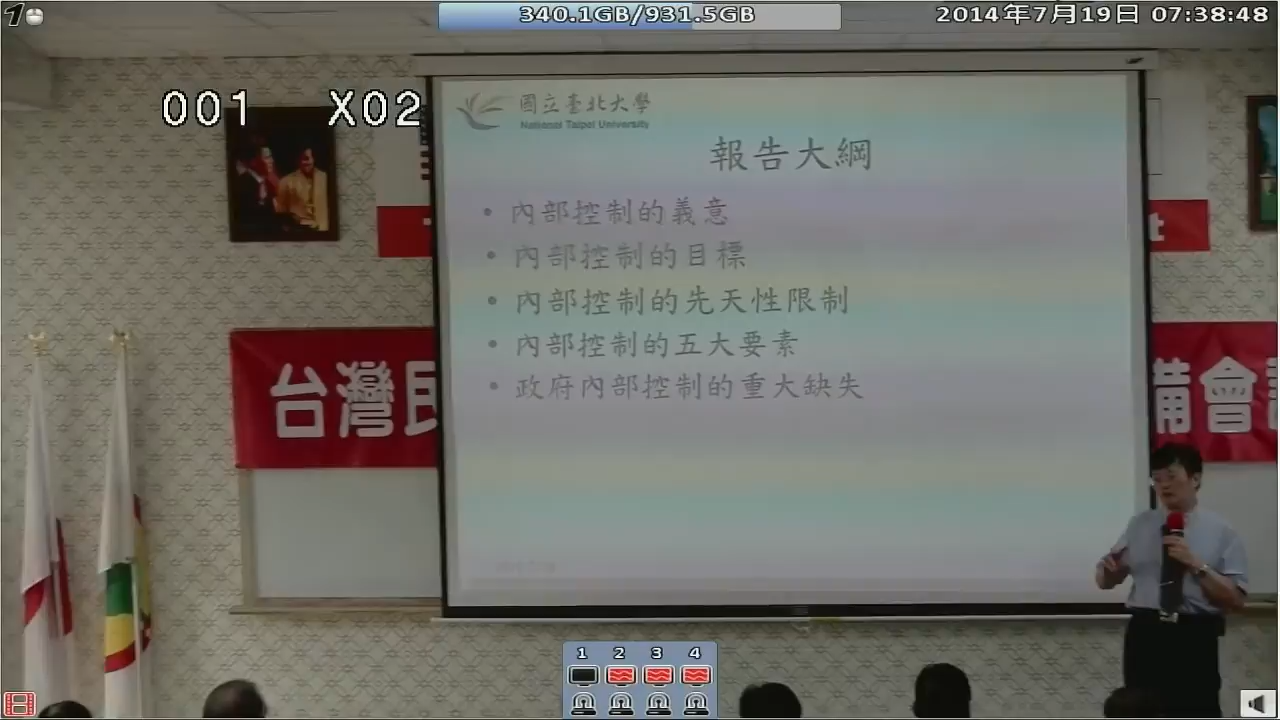 1
340.1GB/931.5GB
2014年7月19日 07:38:48
001 X02
國立臺北大學
National Taipei University
報告大綱
• 內部控制的義意
• 內部控制的目標
• 內部控制的先天性限制
• 內部控制的五大要素
• 政府內部控制的重大缺失
t
台灣民
備會
1 2 3 4